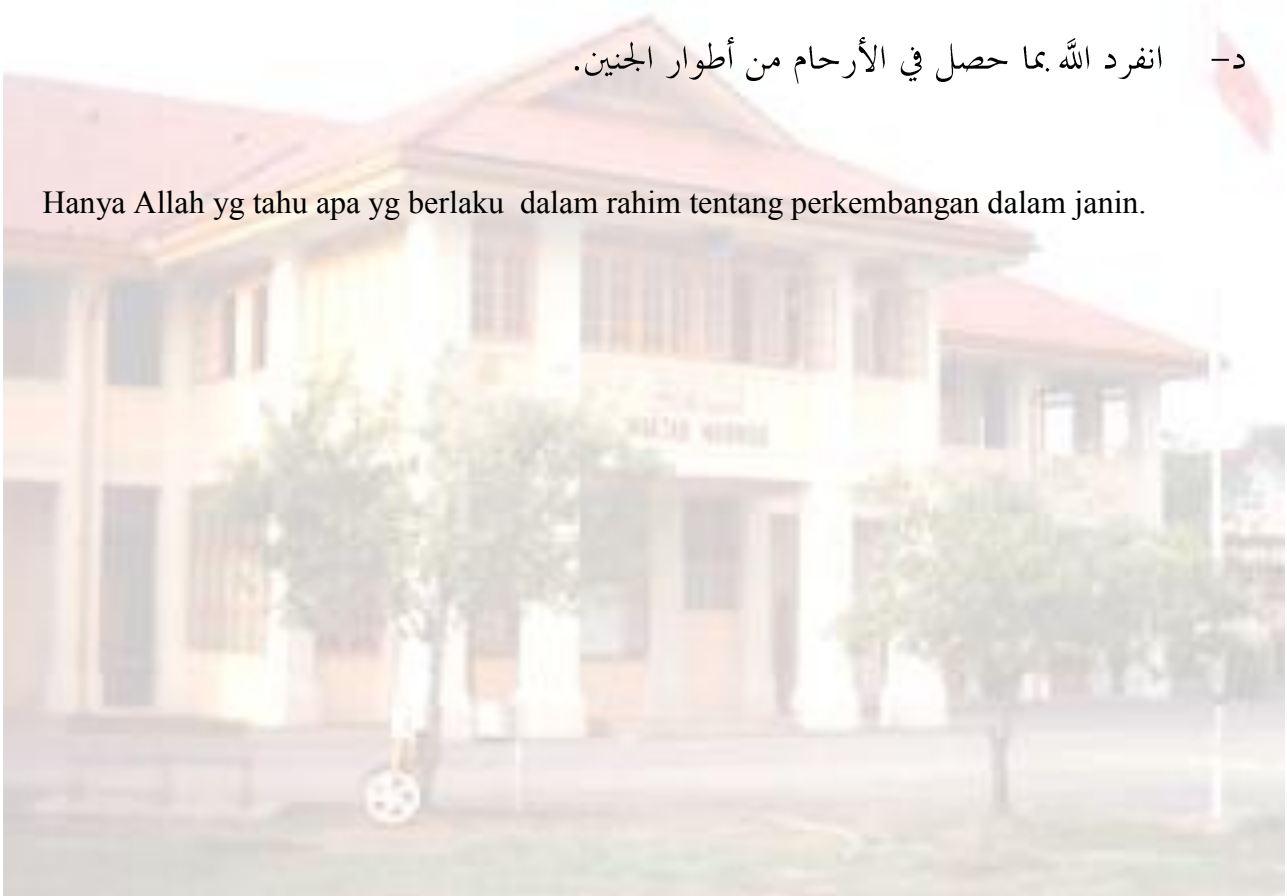 د- انفرد الله بما حصل في الأرحام من أطوار الجنين.
Hanya Allah yg tahu apa yg berlaku dalam rahim tentang perkembangan dalam janin.